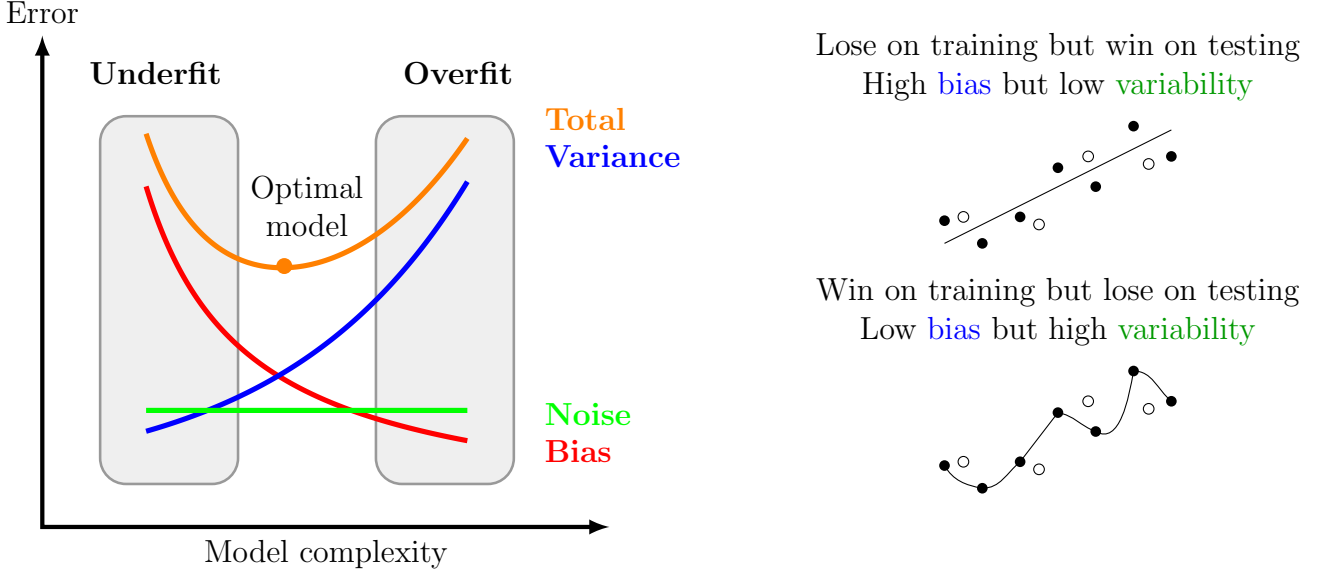 Error
Underfit
Overfit
Total
Variance
Optimal
model
Noise
Bias
Model complexity
Lose on training but win on testing
High bias but low variability
Win on training but lose on testing
Low bias but high variability